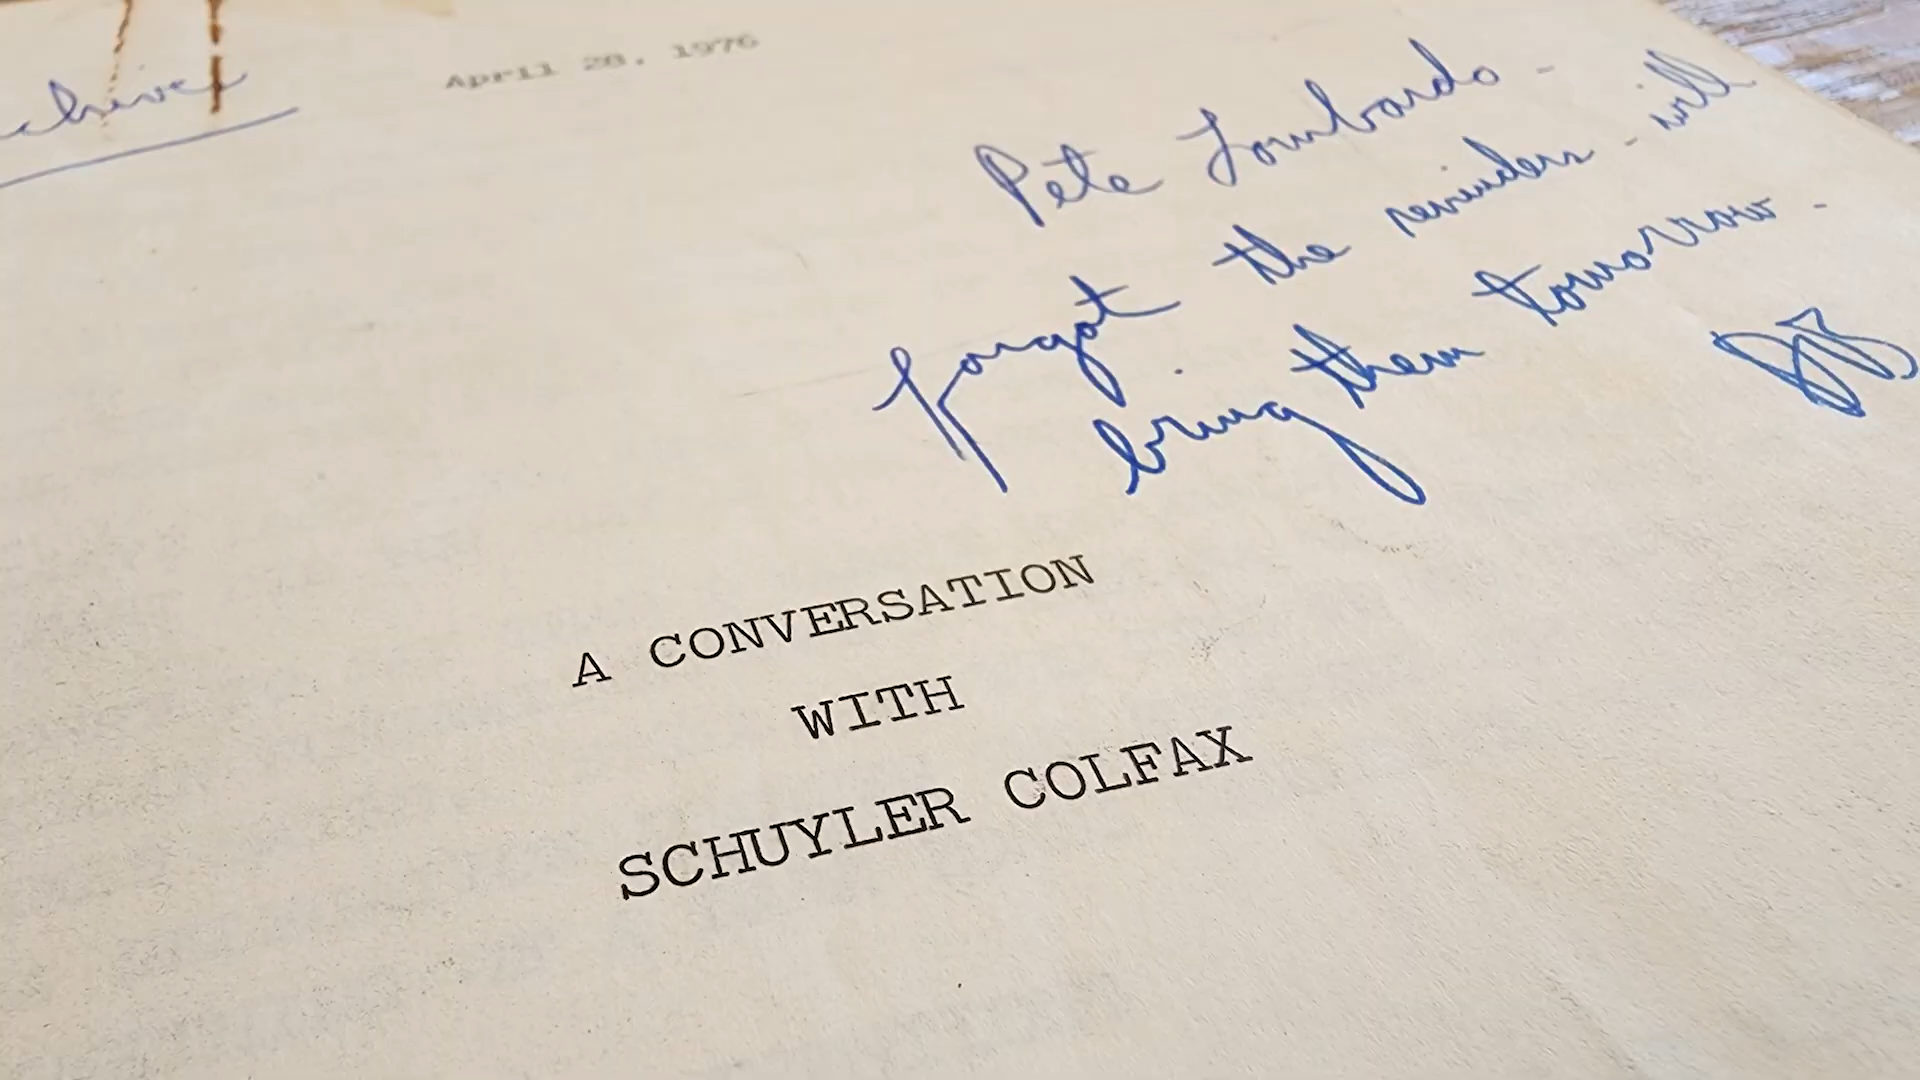 April 28, 1976
Pete Lombardo -
forgot the reminders - will
bring them tomorrow -
A CONVERSATION
WITH
SCHUYLER COLFAX